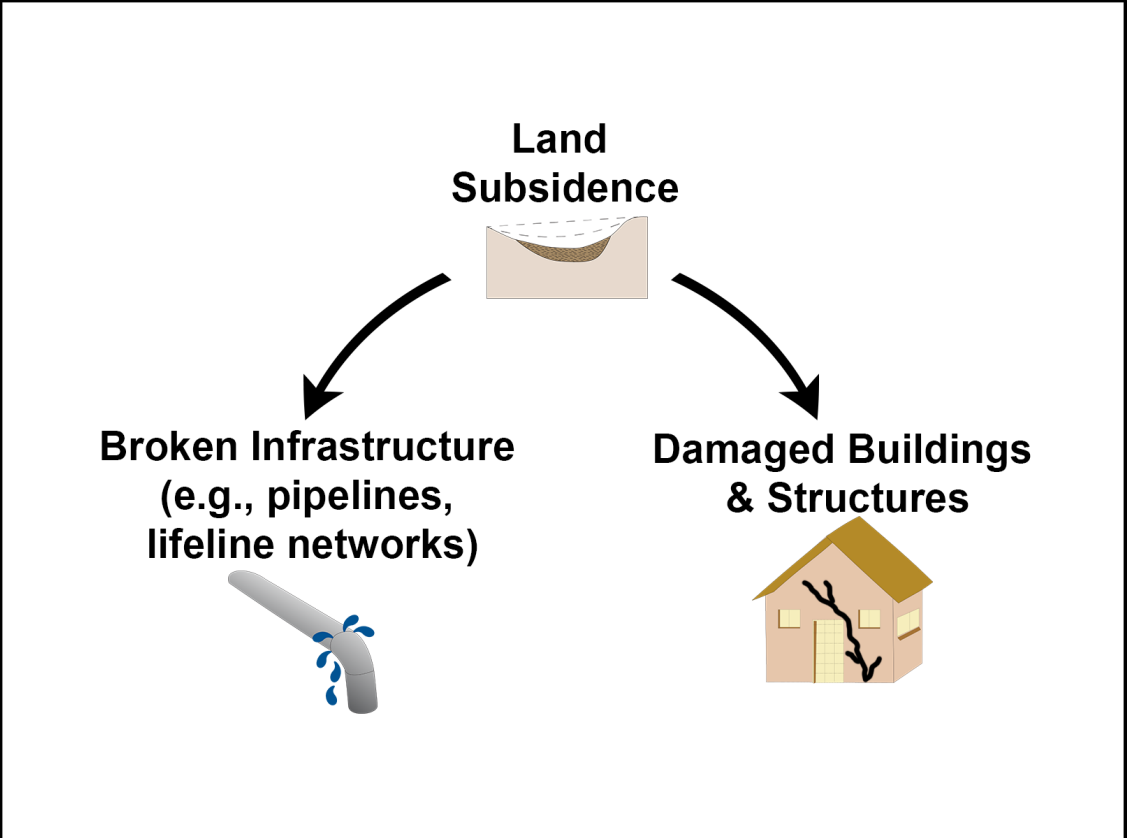 Land
Subsidence
Broken Infrastructure
(e.g., pipelines,
lifeline networks)
Damaged Buildings
& Structures